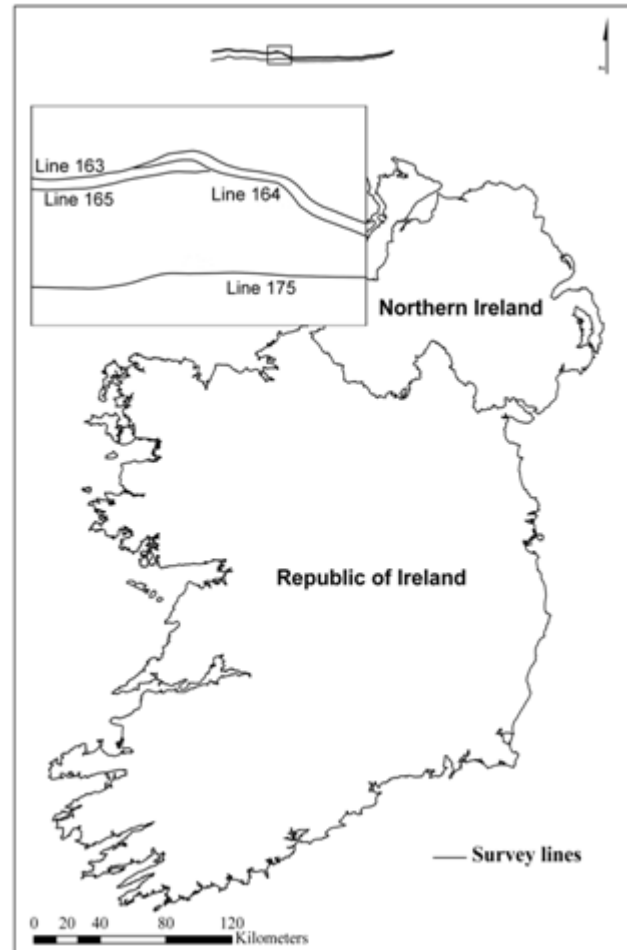 Line 163
Line 165
Line 164
Line 175
Northern Ireland
Republic of Ireland
Survey lines
0 20 40 80 120
Kilometers